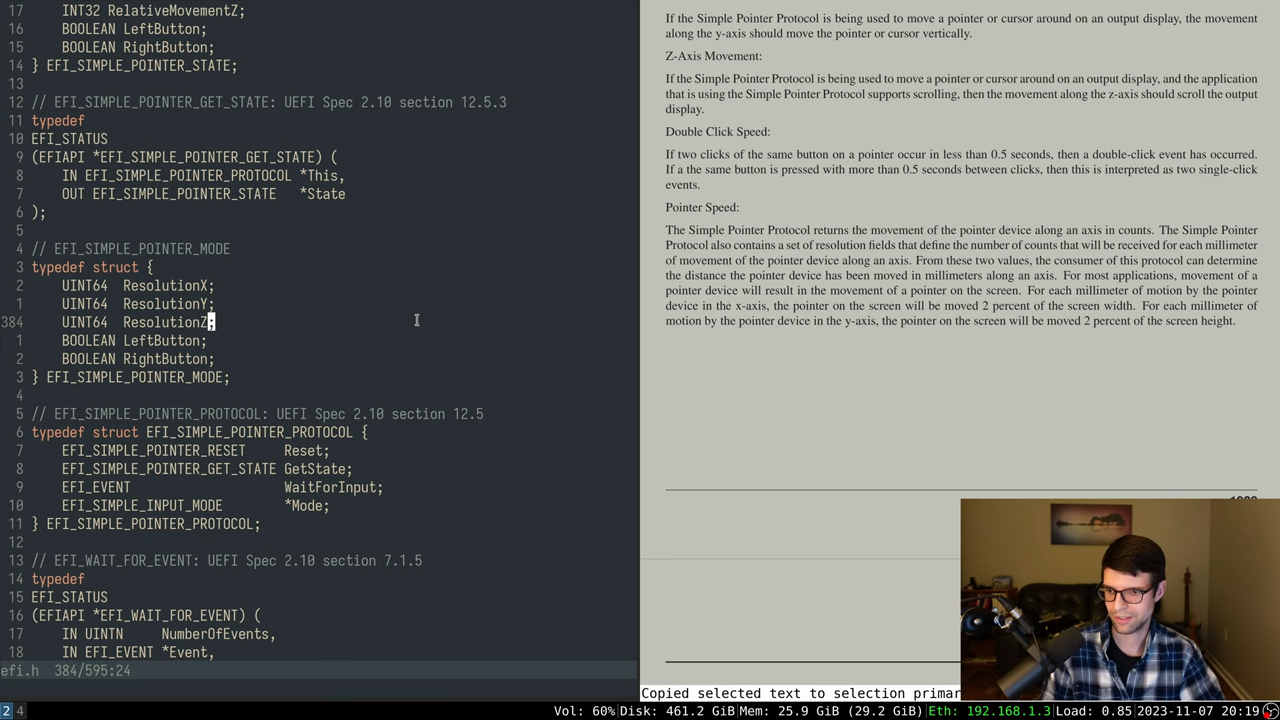 17 INT32 RelativeMovementZ;
16 BOOLEAN LeftButton;
15 BOOLEAN RightButton;
14 } EFI_SIMPLE_POINTER_STATE;
13
12 // EFI_SIMPLE_POINTER_GET_STATE: UEFI Spec 2.10 section 12.5.3
11 typedef
10 EFI_STATUS
9 (EFIAPI *EFI_SIMPLE_POINTER_GET_STATE) (
8 IN EFI_SIMPLE_POINTER_PROTOCOL *This,
7 OUT EFI_SIMPLE_POINTER_STATE *State
6 );
5
4 // EFI_SIMPLE_POINTER_MODE
3 typedef struct {
2 UINT64 ResolutionX;
1 UINT64 ResolutionY;
384 UINT64 ResolutionZ;
1 BOOLEAN LeftButton;
2 BOOLEAN RightButton;
3 } EFI_SIMPLE_POINTER_MODE;
4
5 // EFI_SIMPLE_POINTER_PROTOCOL: UEFI Spec 2.10 section 12.5
6 typedef struct EFI_SIMPLE_POINTER_PROTOCOL {
7 EFI_SIMPLE_POINTER_RESET Reset;
8 EFI_SIMPLE_POINTER_GET_STATE GetState;
9 EFI_EVENT WaitForInput;
10 EFI_SIMPLE_INPUT_MODE *Mode;
11 } EFI_SIMPLE_POINTER_PROTOCOL;
12
13 // EFI_WAIT_FOR_EVENT: UEFI Spec 2.10 section 7.1.5
14 typedef
15 EFI_STATUS
16 (EFIAPI *EFI_WAIT_FOR_EVENT) (
17 IN UINTN NumberOfEvents,
18 IN EFI_EVENT *Event,
efi.h 384/595:24
If the Simple Pointer Protocol is being used to move a pointer or cursor around on an output display, the movement
along the y-axis should move the pointer or cursor vertically.
Z-Axis Movement:
If the Simple Pointer Protocol is being used to move a pointer or cursor around on an output display, and the application
that is using the Simple Pointer Protocol supports scrolling, then the movement along the z-axis should scroll the output
display.
Double Click Speed:
If two clicks of the same button on a pointer occur in less than 0.5 seconds, then a double-click event has occurred.
If a the same button is pressed with more than 0.5 seconds between clicks, then this is interpreted as two single-click
events.
Pointer Speed:
The Simple Pointer Protocol returns the movement of the pointer device along an axis in counts. The Simple Pointer
Protocol also contains a set of resolution fields that define the number of counts that will be received for each millimeter
of movement of the pointer device along an axis. From these two values, the consumer of this protocol can determine
the distance the pointer device has been moved in millimeters along an axis. For most applications, movement of a
pointer device will result in the movement of a pointer on the screen. For each millimeter of motion by the pointer
device in the x-axis, the pointer on the screen will be moved 2 percent of the screen width. For each millimeter of
motion by the pointer device in the y-axis, the pointer on the screen will be moved 2 percent of the screen height.
Copied selected text to selection primar
2 4
Vol: 60%|Disk: 461.2 GiB|Mem: 25.9 GiB (29.2 GiB)|Eth: 192.168.1.3|Load: 0.85|2023-11-07 20:19